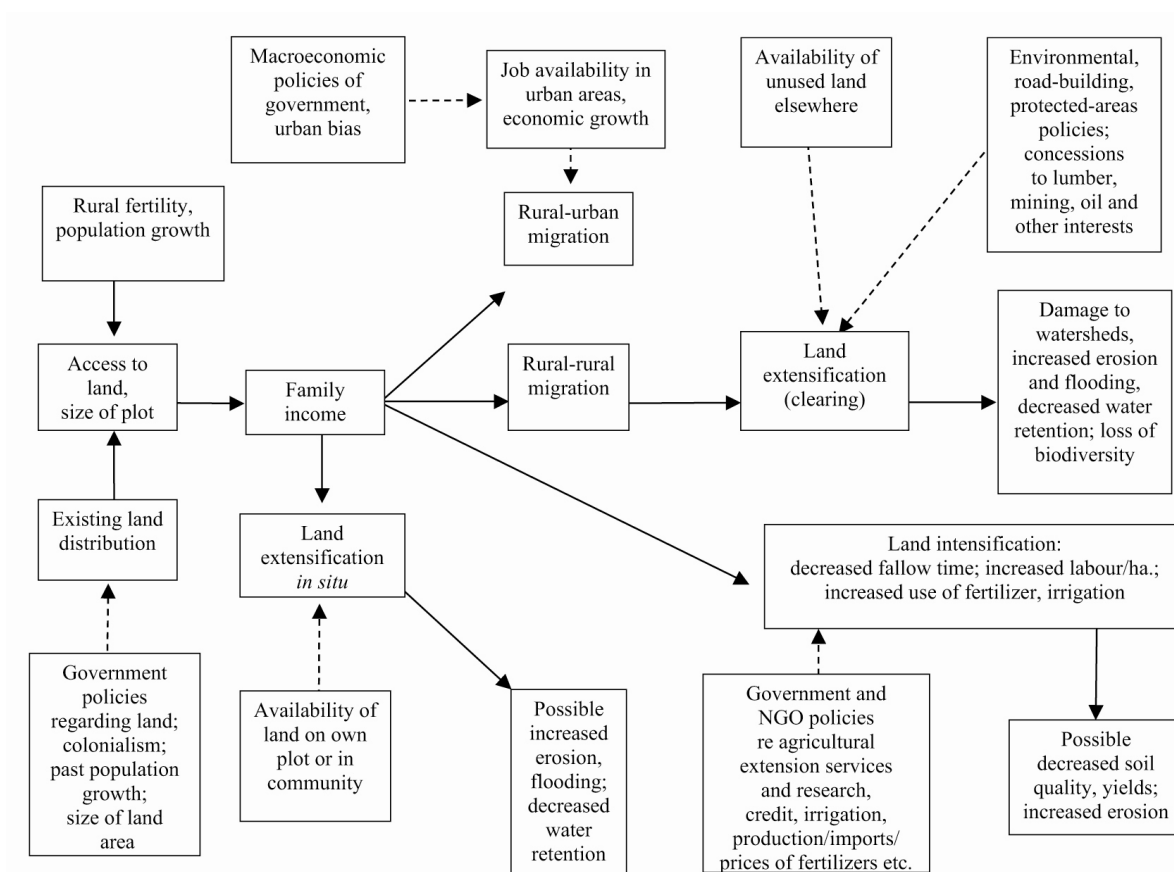 Macroeconomic
policies of
government,
urban bias
Job availability in
urban areas,
economic growth
Availability of
unused land
elsewhere
Environmental,
road-building,
protected-areas
policies;
concessions
to lumber,
mining, oil and
other interests
Rural fertility,
population growth
Rural-urban
migration
Access to
land,
size of plot
Family
income
Rural-rural
migration
Land
extensification
(clearing)
Damage to
watersheds,
increased erosion
and flooding,
decreased water
retention; loss of
biodiversity
Existing land
distribution
Land
extensification
in situ
Land intensification:
decreased fallow time; increased labour/ha.;
increased use of fertilizer, irrigation
Government
policies
regarding land;
colonialism;
past population
growth;
size of land
area
Availability of
land on own
plot or in
community
Possible
increased
erosion,
flooding;
decreased
water
retention
Government and
NGO policies
re agricultural
extension services
and research,
credit, irrigation,
production/imports/
prices of fertilizers etc.
Possible
decreased soil
quality, yields;
increased erosion